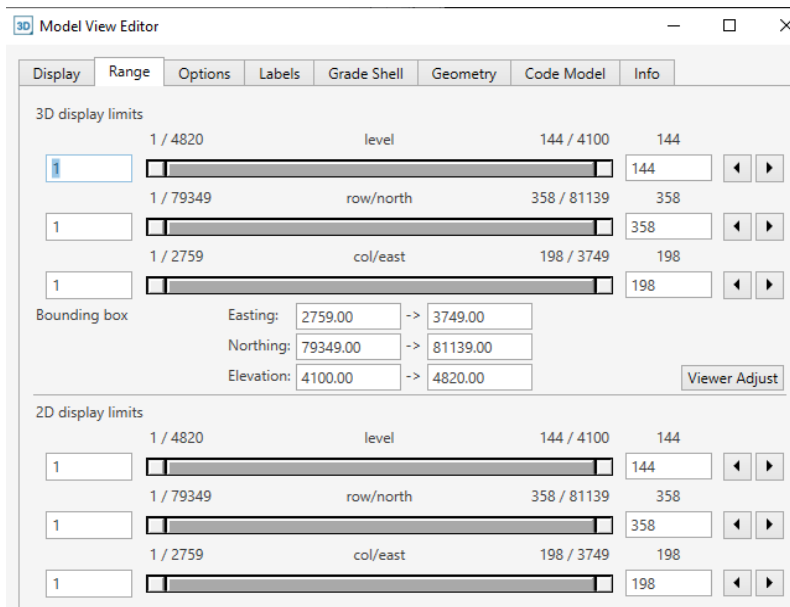 3D Model View Editor
Display Range Options Labels Grade Shell Geometry Code Model Info
3D display limits
1 / 4820 level 144 / 4100 144
1 144
1 / 79349 row/north 358 / 81139 358
1 358
1 / 2759 col/east 198 / 3749 198
1 198
Bounding box Easting: 2759.00 -> 3749.00
Northing: 79349.00 -> 81139.00
Elevation: 4100.00 -> 4820.00
Viewer Adjust
2D display limits
1 / 4820 level 144 / 4100 144
1 144
1 / 79349 row/north 358 / 81139 358
1 358
1 / 2759 col/east 198 / 3749 198
1 198